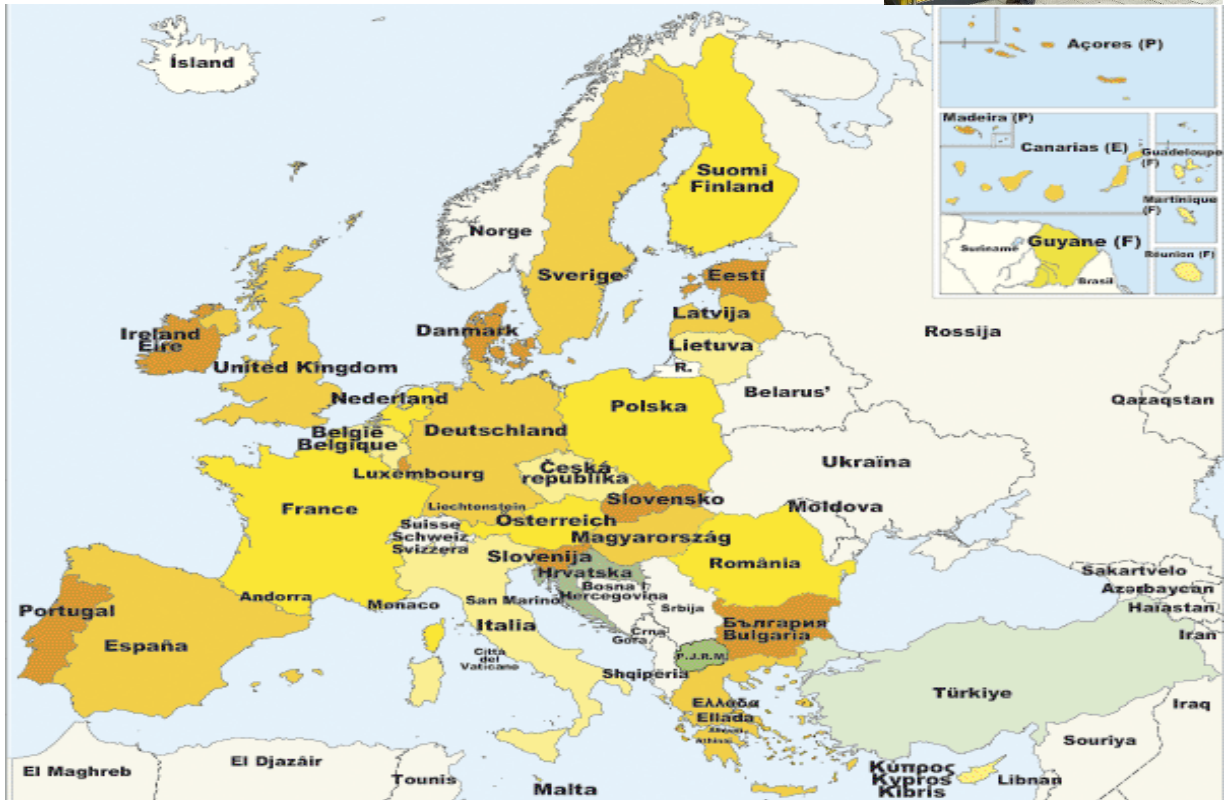 Ísland
Açores (P)
Madeira (P)
Canarias (E)
Guadeloupe
(F)
Martinique
(F)
Suriname
Guyane (F)
Brasil
Réunion (F)
Suomi
Finland
Norge
Sverige
Eesti
Latvija
Lietuva
R.
Rossija
Danmark
Ireland
Eire
United Kingdom
Nederland
België
Belgique
Deutschland
Polska
Belarus'
Qazaqstan
Luxembourg
Česká
republika
Ukraïna
Slovensko
France
Liechtenstein
Suisse
Schweiz
Svizzera
Österreich
Magyarország
Moldova
Slovenija
Hrvatska
România
Bosna i
Hercegovina
Srbija
Andorra
Monaco
San Marino
Italia
Città
del
Vaticano
Crna
Gora
Portugal
España
България
Bulgaria
P.J.R.M.
Shqipëria
Sakartvelo
Azərbaycan
Haïastan
Iran
Türkiye
Iraq
Ελλάδα
Ellada
Souriya
El Maghreb
El Djazâir
Tounis
Malta
Κύπρος
Kypros
Kibris
Libnan